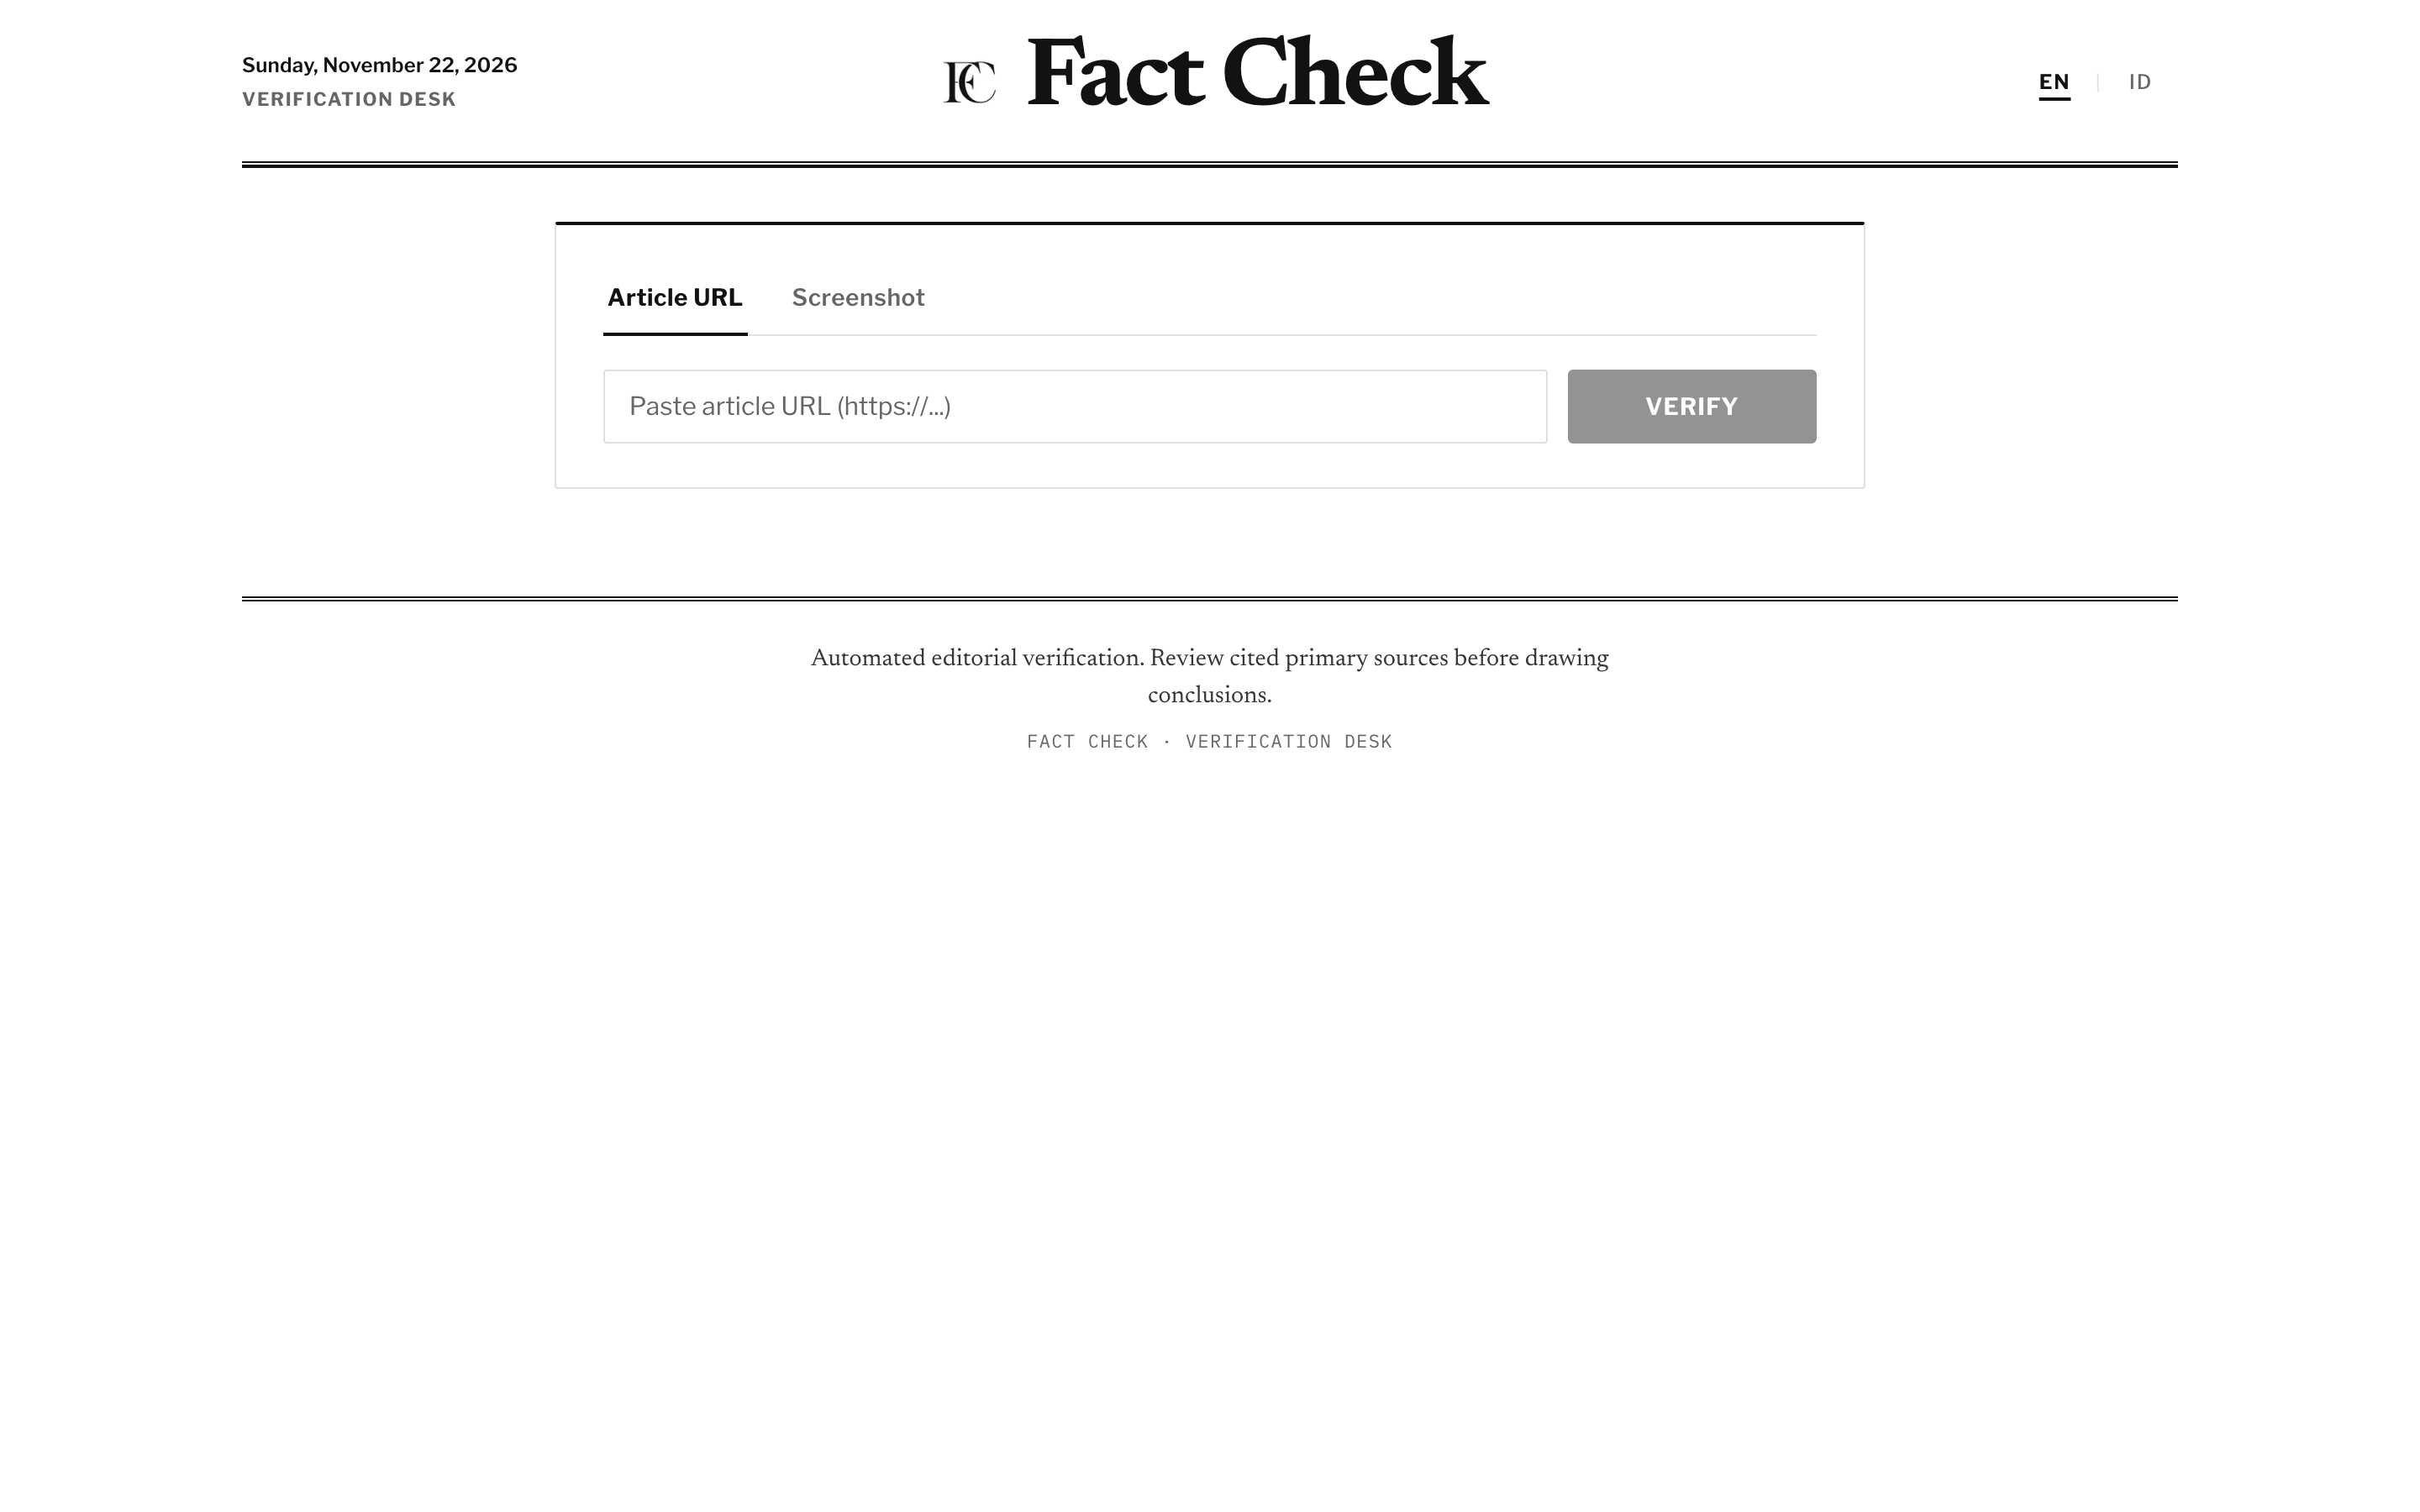 Sunday, November 22, 2026
VERIFICATION DESK
FC Fact Check
EN | ID
Article URL
Screenshot
Paste article URL (https://...)
VERIFY
Automated editorial verification. Review cited primary sources before drawing
conclusions.
FACT CHECK · VERIFICATION DESK